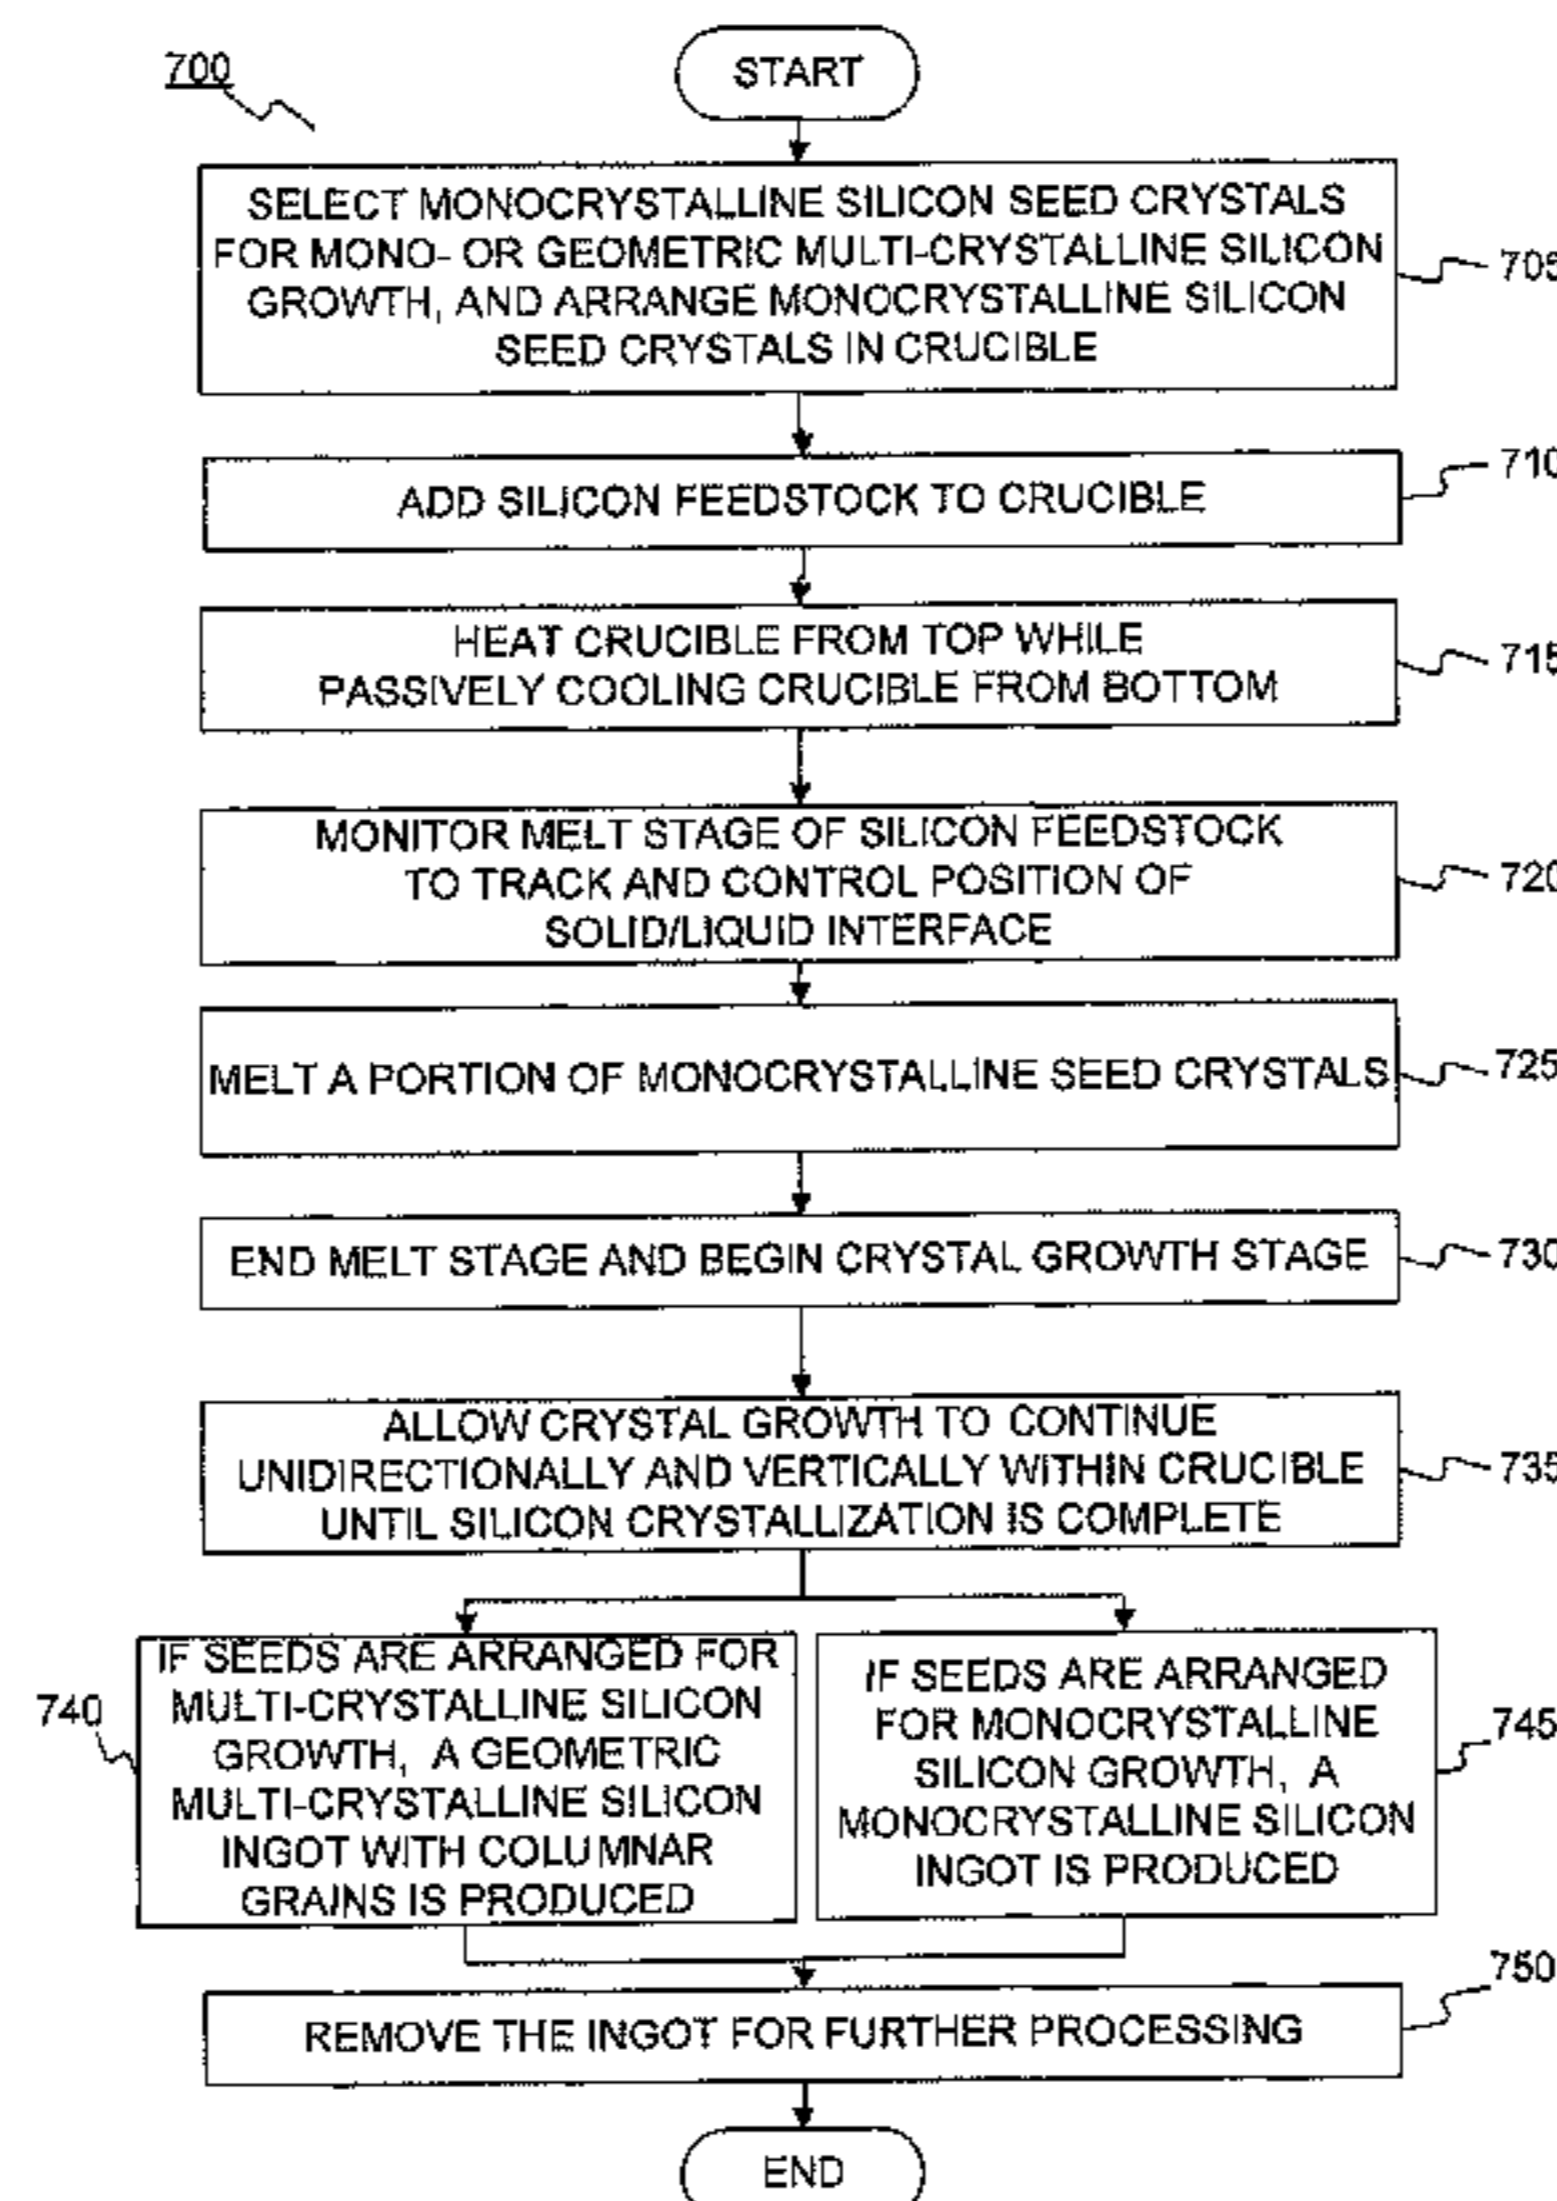 700
START
SELECT MONOCRYSTALLINE SILICON SEED CRYSTALS
FOR MONO- OR GEOMETRIC MULTI-CRYSTALLINE SILICON
GROWTH, AND ARRANGE MONOCRYSTALLINE SILICON
SEED CRYSTALS IN CRUCIBLE
705
ADD SILICON FEEDSTOCK TO CRUCIBLE
710
HEAT CRUCIBLE FROM TOP WHILE
PASSIVELY COOLING CRUCIBLE FROM BOTTOM
715
MONITOR MELT STAGE OF SILICON FEEDSTOCK
TO TRACK AND CONTROL POSITION OF
SOLID/LIQUID INTERFACE
720
MELT A PORTION OF MONOCRYSTALLINE SEED CRYSTALS
725
END MELT STAGE AND BEGIN CRYSTAL GROWTH STAGE
730
ALLOW CRYSTAL GROWTH TO CONTINUE
UNIDIRECTIONALLY AND VERTICALLY WITHIN CRUCIBLE
UNTIL SILICON CRYSTALLIZATION IS COMPLETE
735
740
IF SEEDS ARE ARRANGED FOR
MULTI-CRYSTALLINE SILICON
GROWTH, A GEOMETRIC
MULTI-CRYSTALLINE SILICON
INGOT WITH COLUMNAR
GRAINS IS PRODUCED
IF SEEDS ARE ARRANGED
FOR MONOCRYSTALLINE
SILICON GROWTH, A
MONOCRYSTALLINE SILICON
INGOT IS PRODUCED
745
REMOVE THE INGOT FOR FURTHER PROCESSING
750
END